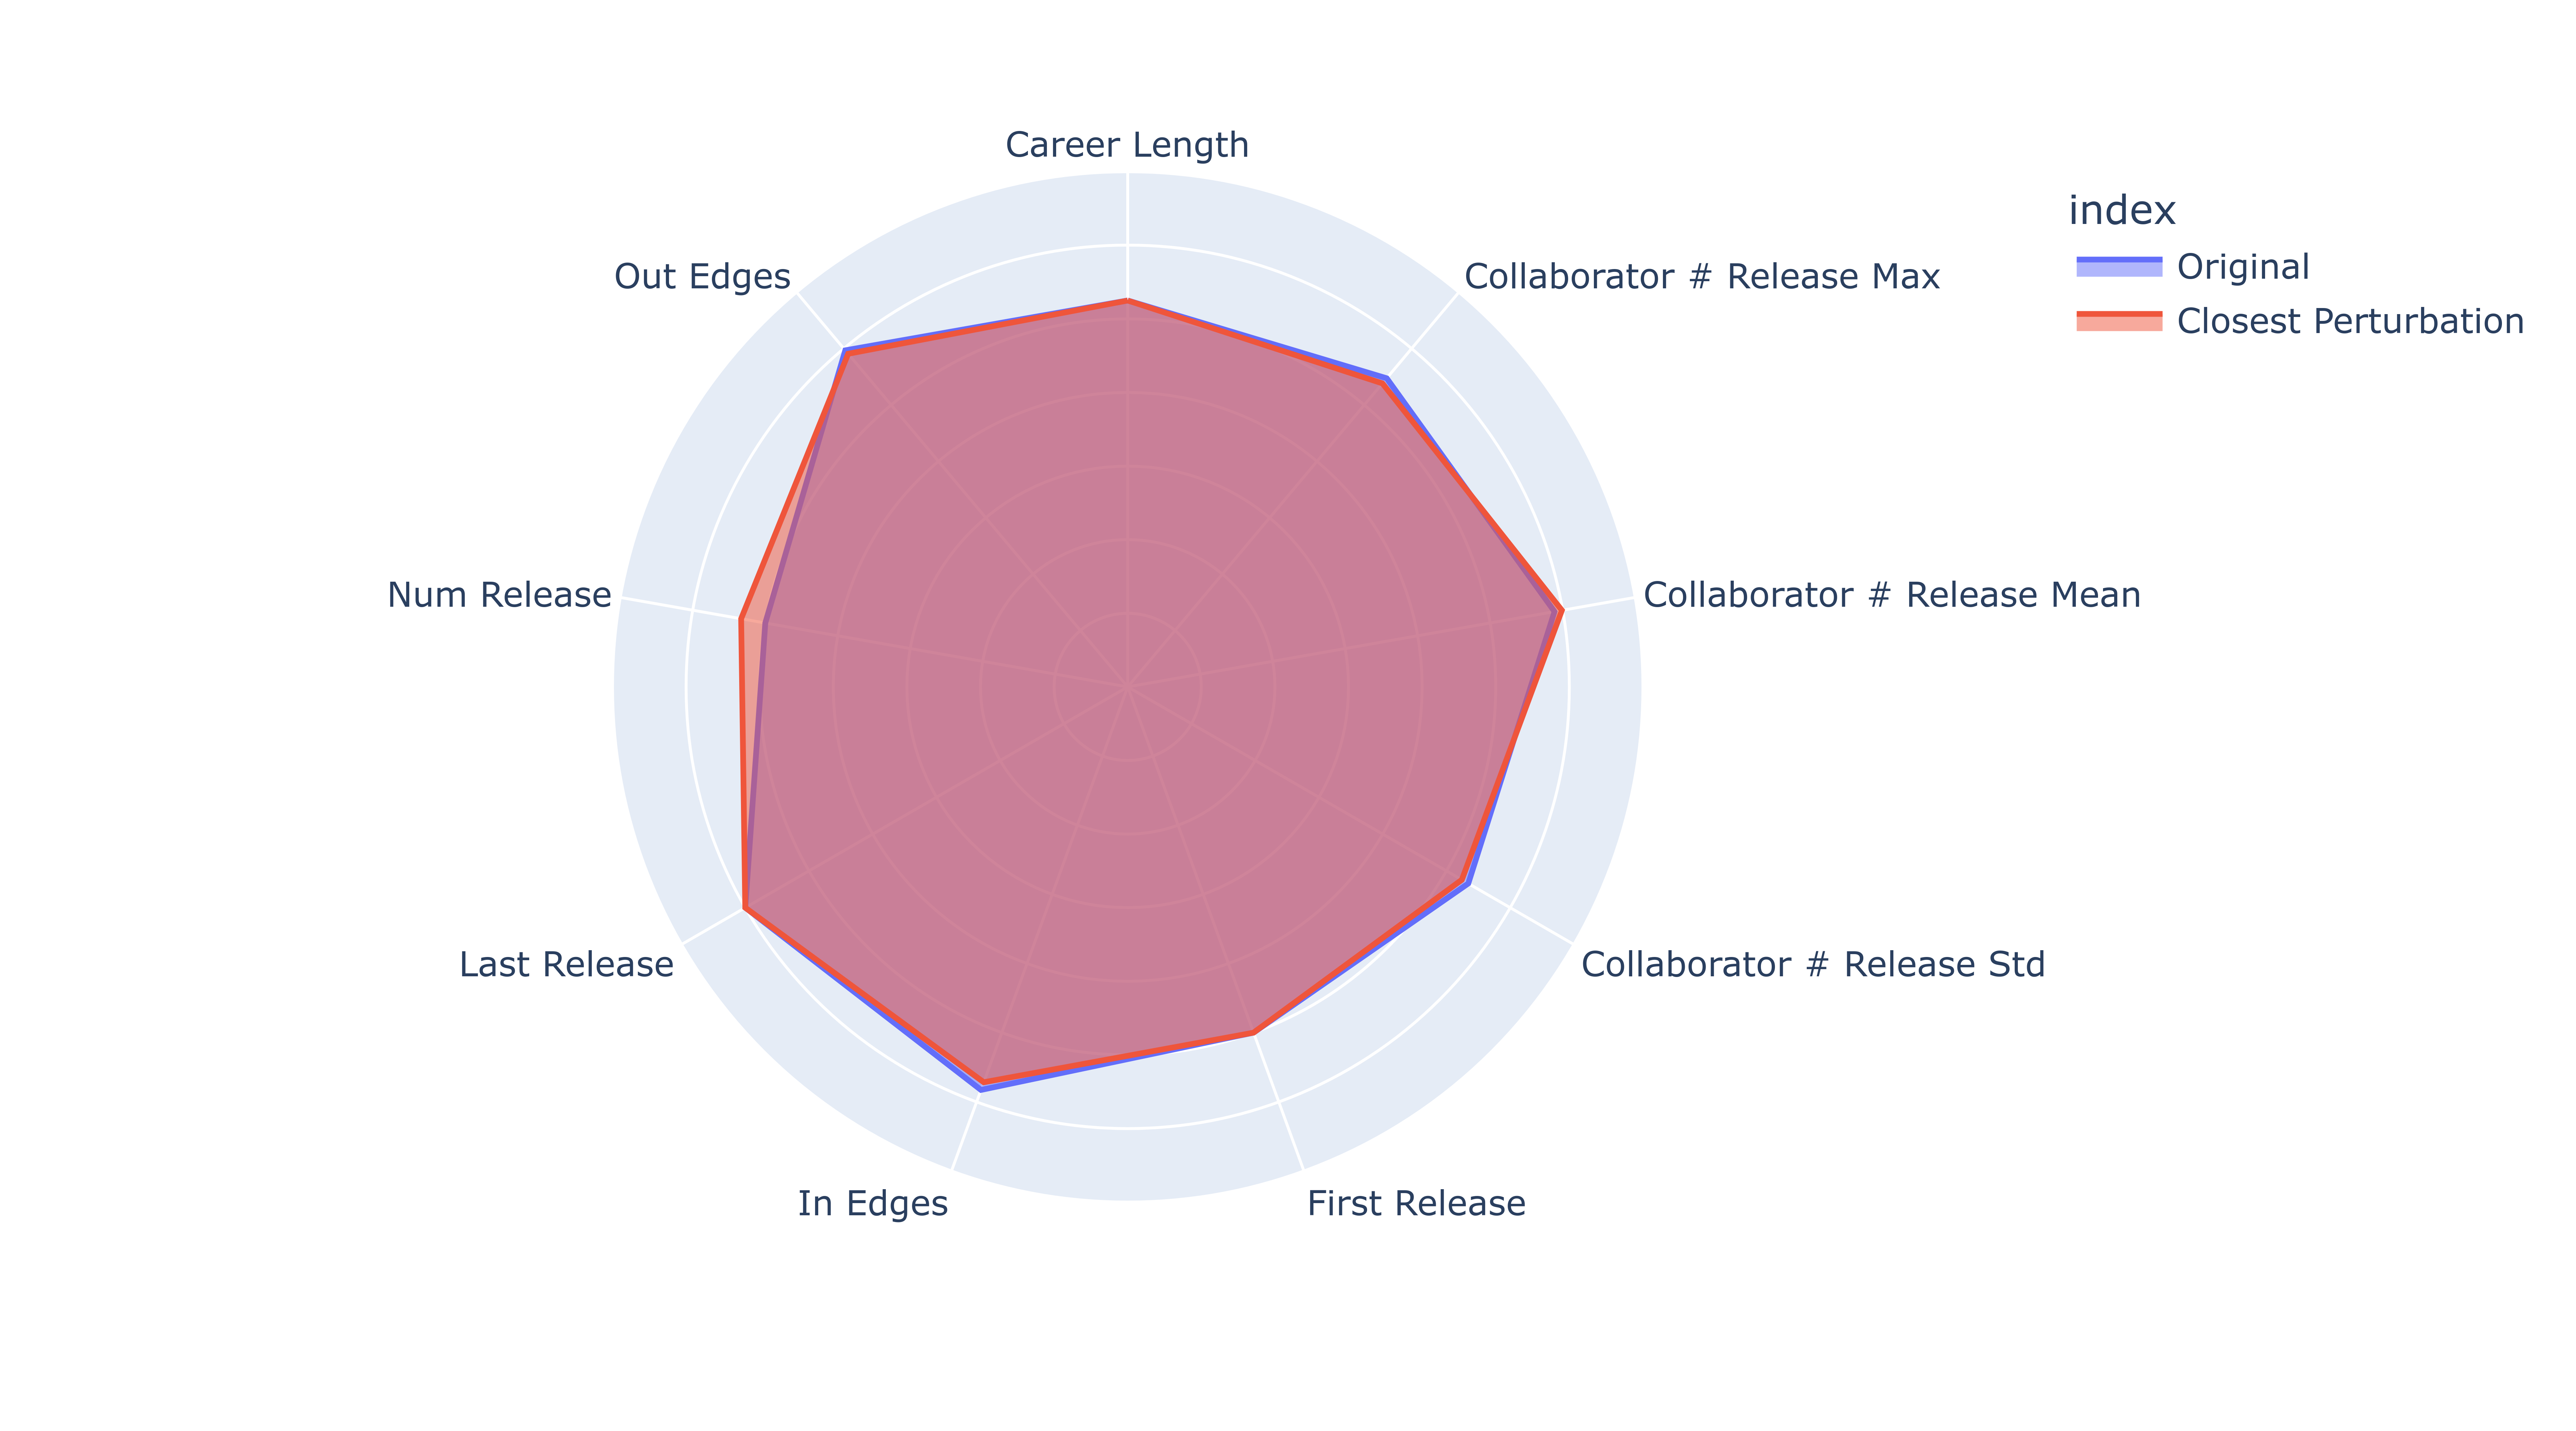 Career Length
Collaborator # Release Max
Collaborator # Release Mean
Collaborator # Release Std
First Release
In Edges
Last Release
Num Release
Out Edges
index
Original
Closest Perturbation